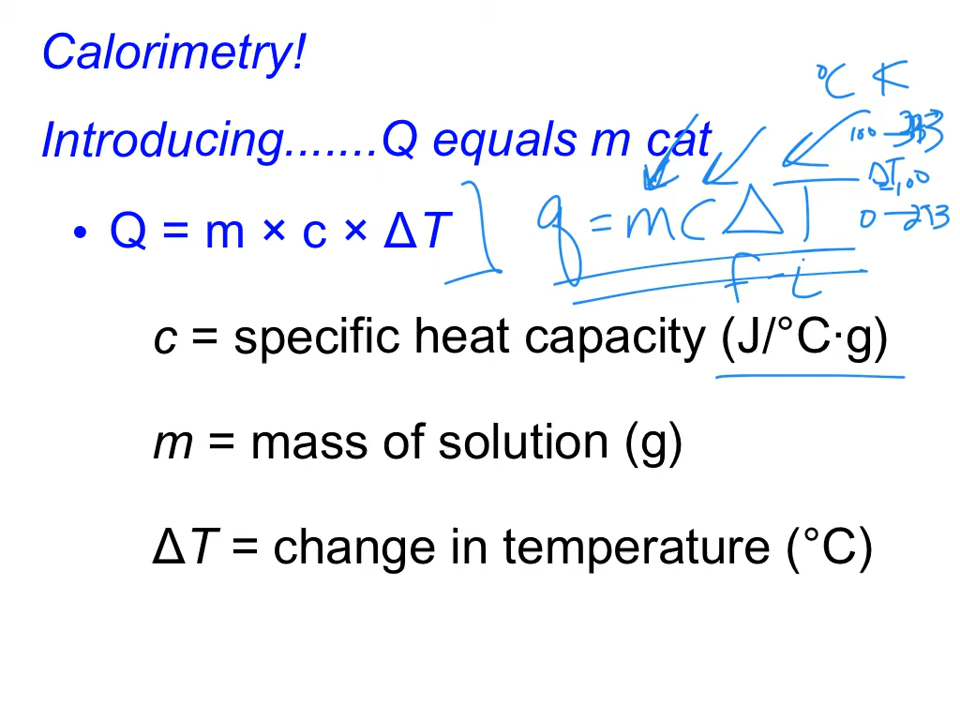 Calorimetry!
°C K
Introducing.......Q equals m cat
100 →
ΔT, 100
• Q = m × c × ΔT
q = mCΔT
0 → 273
F - i
c = specific heat capacity (J/°C·g)
m = mass of solution (g)
ΔT = change in temperature (°C)